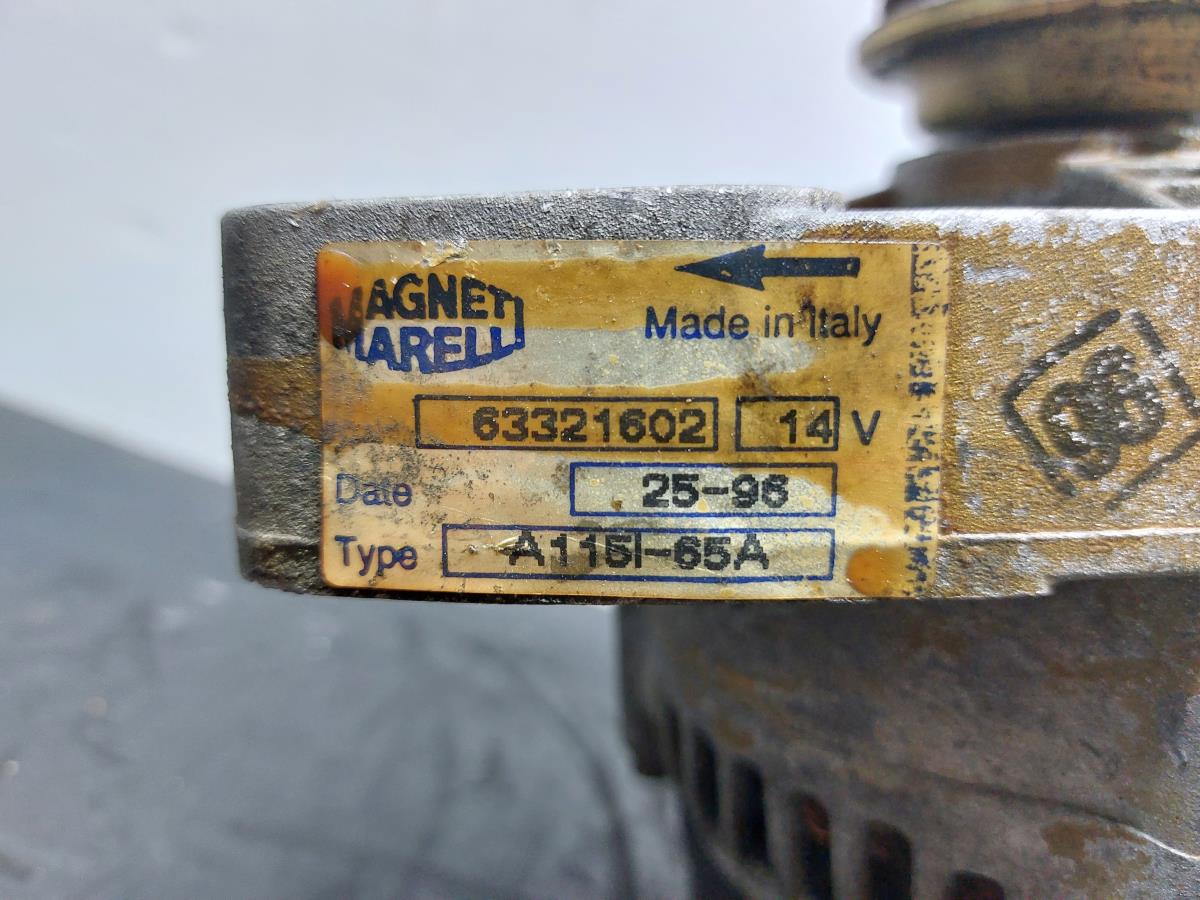 MAGNETI
MARELLI
Made in Italy
63321602 14 V
Date 25-96
Type A115I-65A